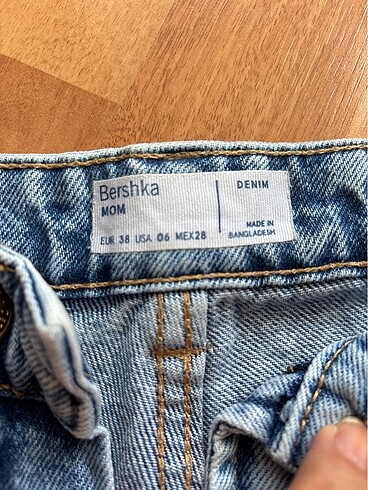 Bershka
MOM
EUR 38 USA 06 MEX28
DENIM
MADE IN
BANGLADESH